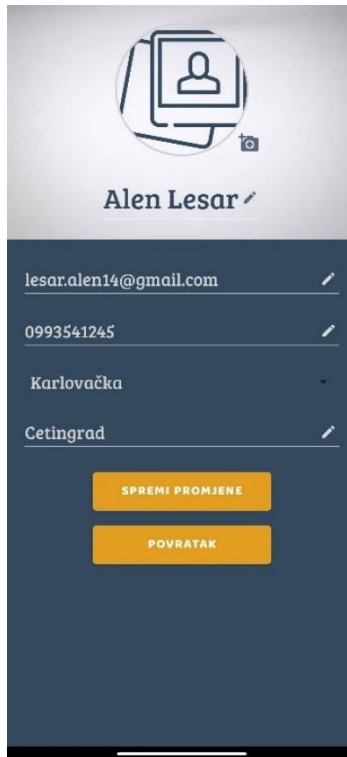 Alen Lesar
lesar.alen14@gmail.com
0993541245
Karlovačka
Cetingrad
SPREMI PROMJENE
POVRATAK